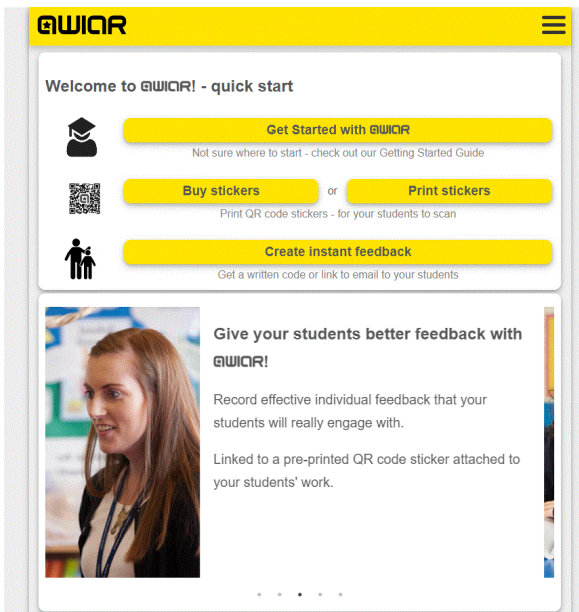 QWIQR
Welcome to QWIQR! - quick start
Get Started with QWIQR
Not sure where to start - check out our Getting Started Guide
Buy stickers or Print stickers
Print QR code stickers - for your students to scan
Create instant feedback
Get a written code or link to email to your students
Give your students better feedback with
QWIQR!
Record effective individual feedback that your
students will really engage with.
Linked to a pre-printed QR code sticker attached to
your students' work.